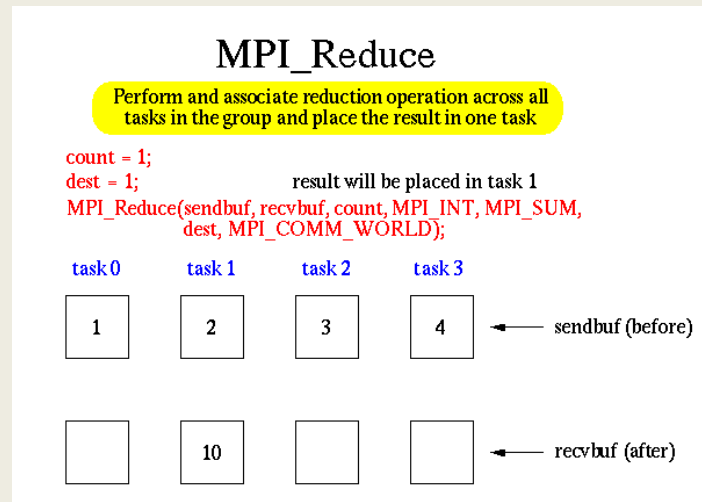 MPI_Reduce
Perform and associate reduction operation across all
tasks in the group and place the result in one task
count = 1;
dest = 1; result will be placed in task 1
MPI_Reduce(sendbuf, recvbuf, count, MPI_INT, MPI_SUM,
dest, MPI_COMM_WORLD);
task 0 task 1 task 2 task 3
1 2 3 4 sendbuf (before)
10 recvbuf (after)